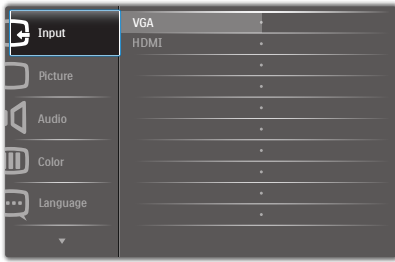 Input
Picture
Audio
Color
Language
VGA
HDMI